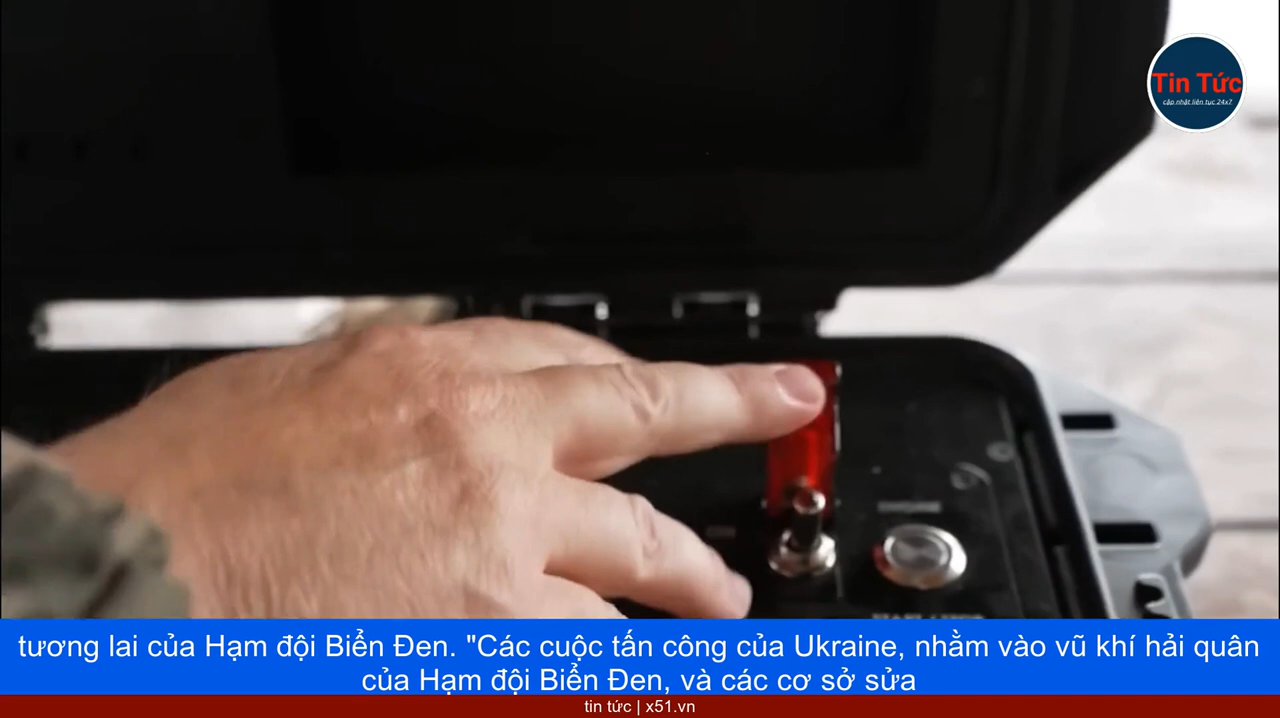 Tin Tức
cập nhật liên tục 24x7
tương lai của Hạm đội Biển Đen. "Các cuộc tấn công của Ukraine, nhằm vào vũ khí hải quân
của Hạm đội Biển Đen, và các cơ sở sửa
tin tức | x51.vn